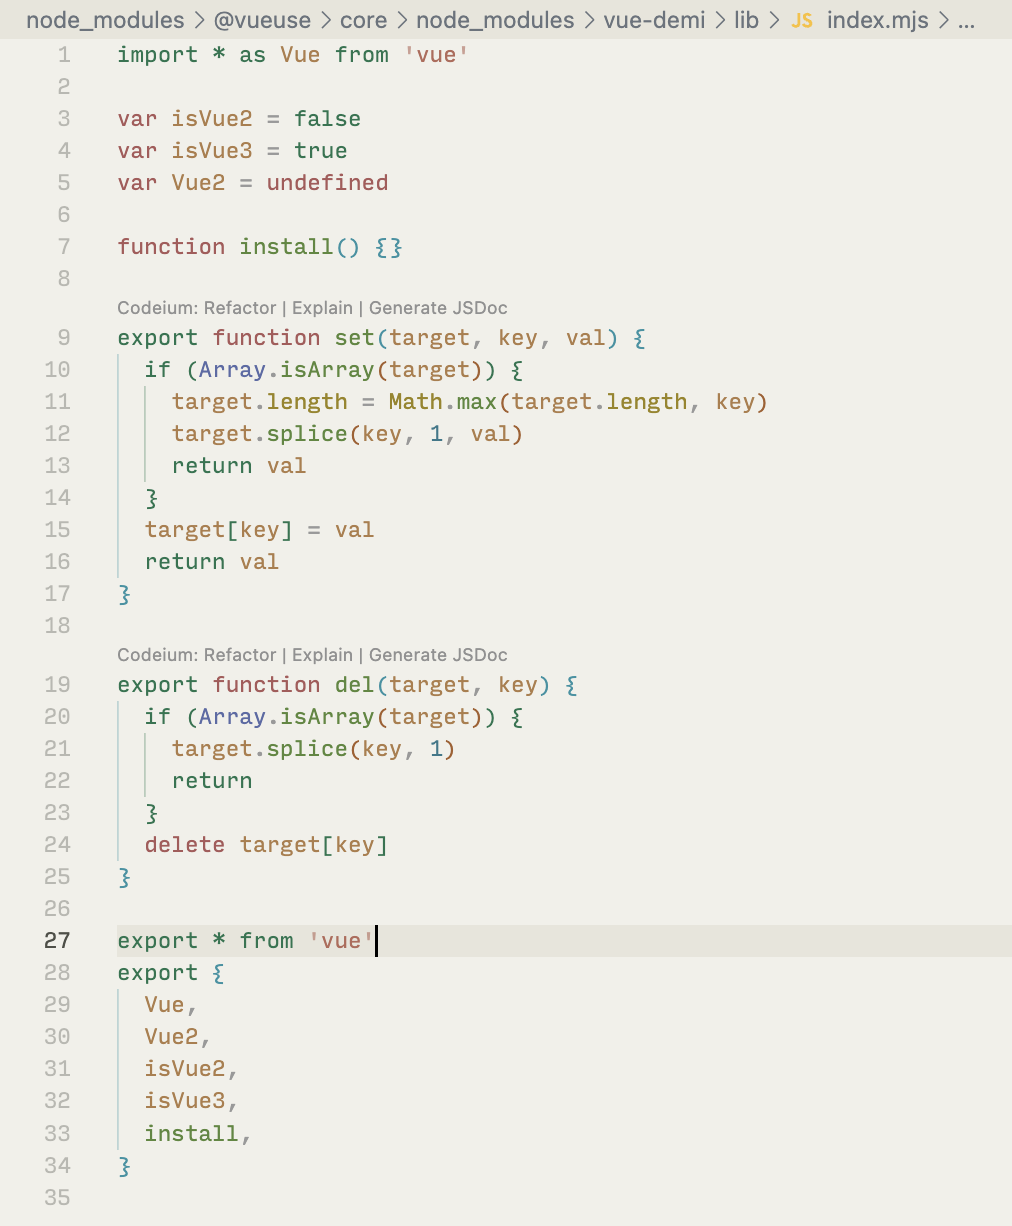 node_modules > @vueuse > core > node_modules > vue-demi > lib > JS index.mjs > ...
1 import * as Vue from 'vue'
2
3 var isVue2 = false
4 var isVue3 = true
5 var Vue2 = undefined
6
7 function install() {}
8
Codeium: Refactor | Explain | Generate JSDoc
9 export function set(target, key, val) {
10   if (Array.isArray(target)) {
11     target.length = Math.max(target.length, key)
12     target.splice(key, 1, val)
13     return val
14   }
15   target[key] = val
16   return val
17 }
18
Codeium: Refactor | Explain | Generate JSDoc
19 export function del(target, key) {
20   if (Array.isArray(target)) {
21     target.splice(key, 1)
22     return
23   }
24   delete target[key]
25 }
26
27 export * from 'vue'
28 export {
29   Vue,
30   Vue2,
31   isVue2,
32   isVue3,
33   install,
34 }
35